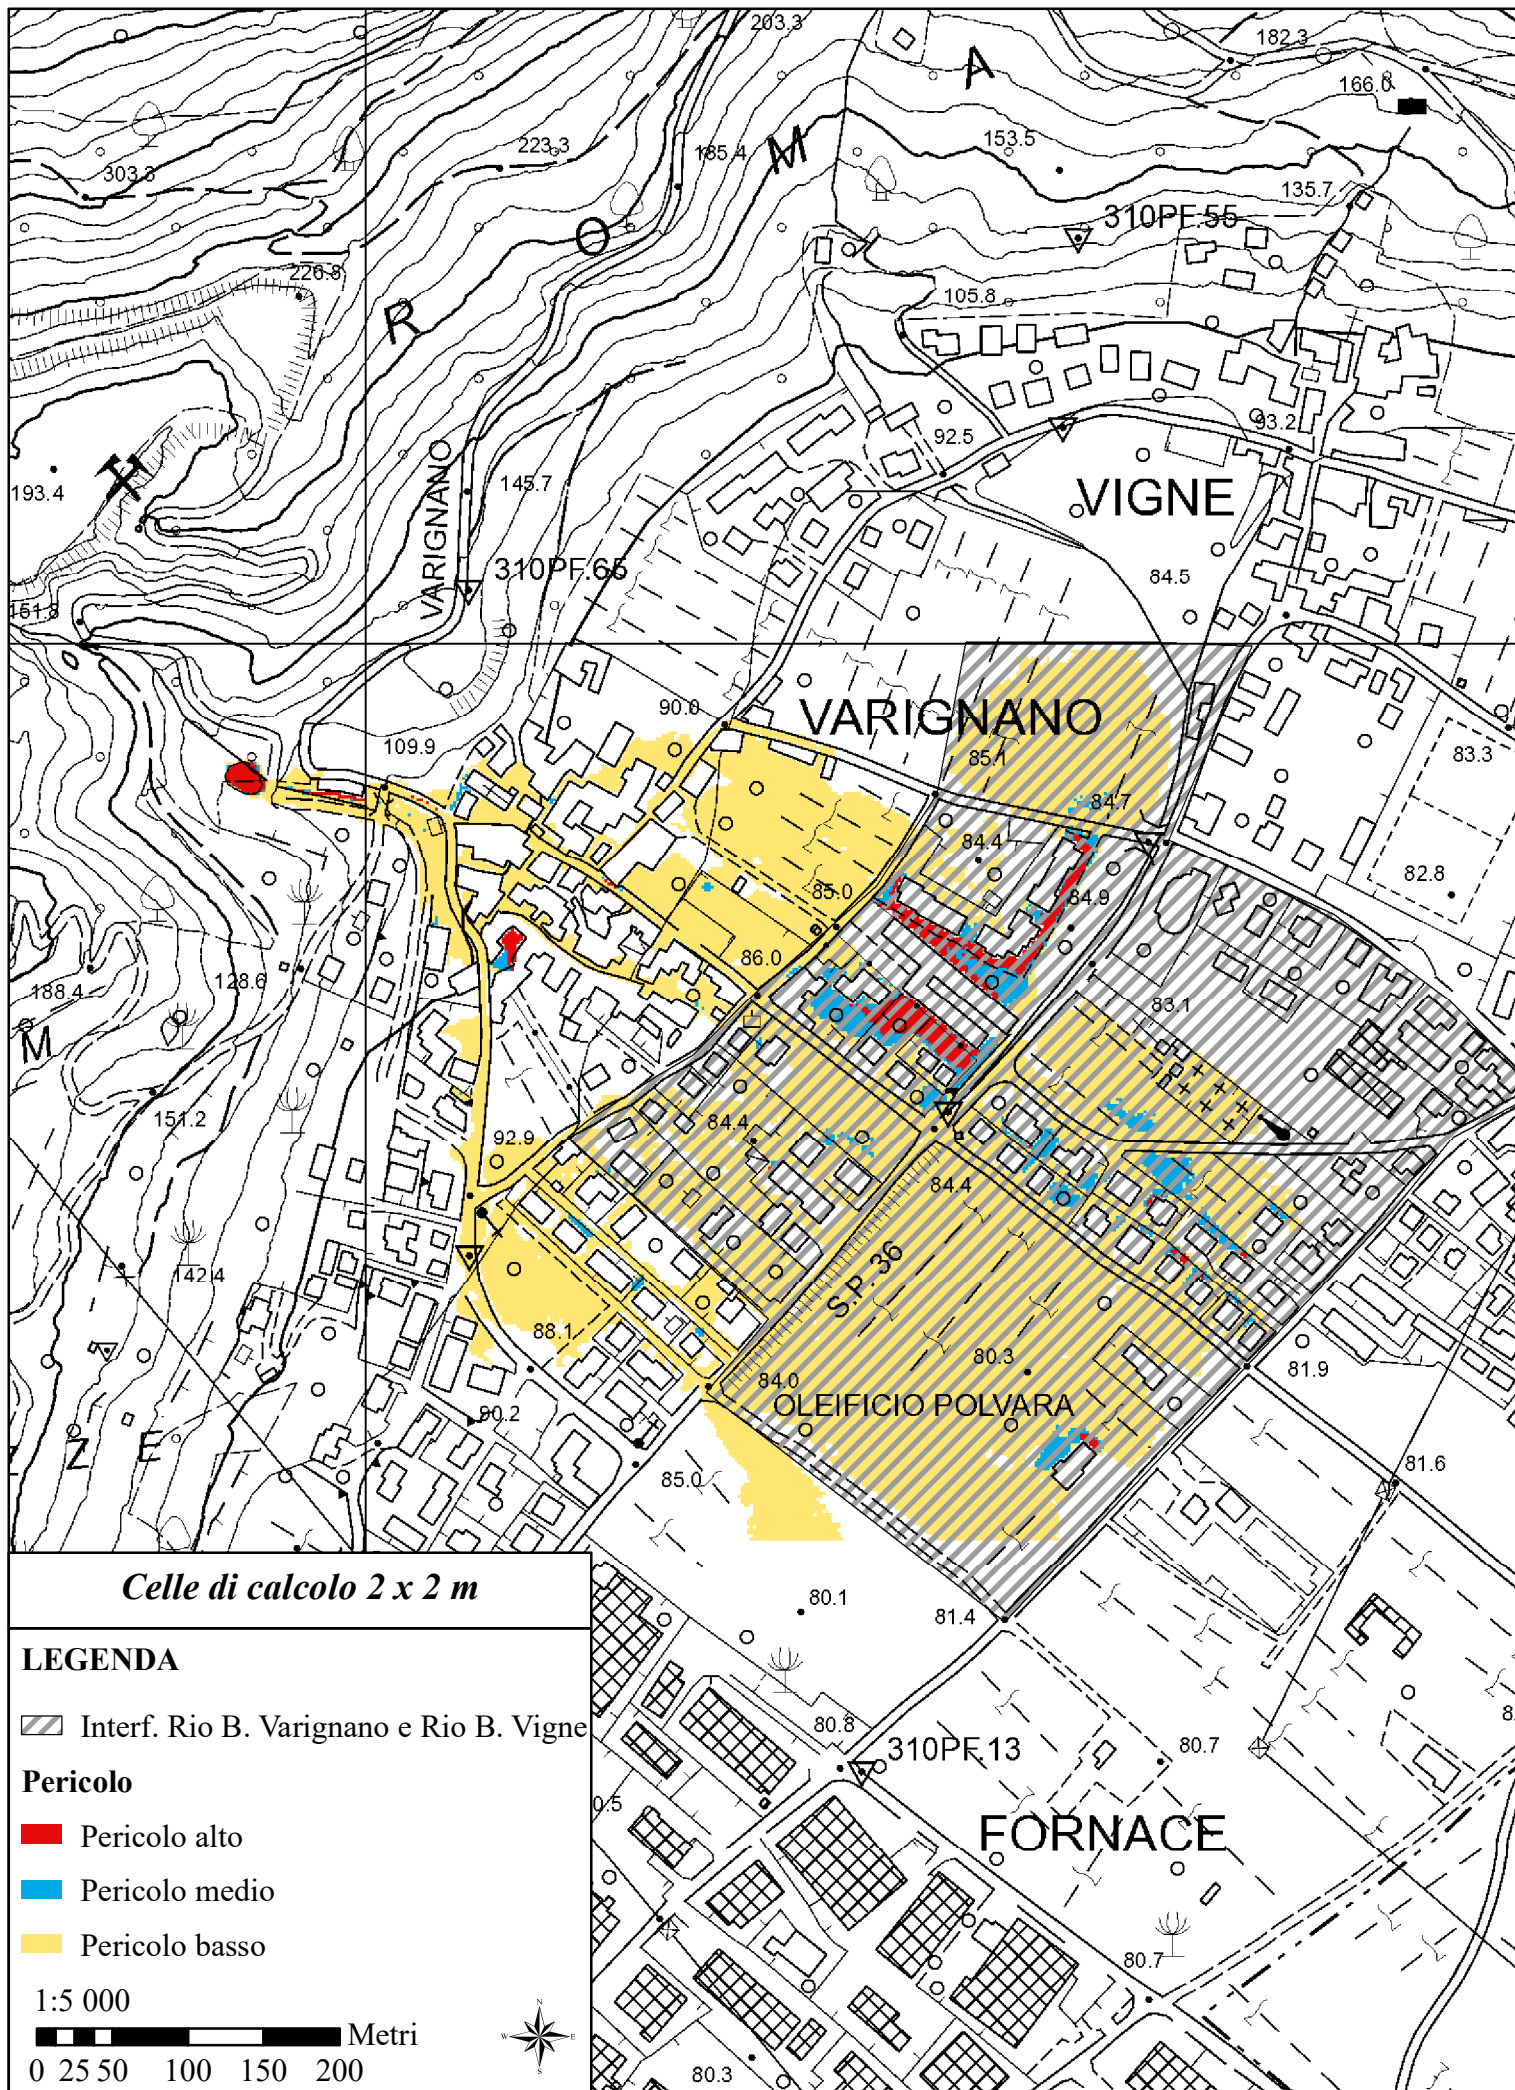 203.3
A
182.3
166.0
M
153.5
223.3
185.4
303.3
135.7
310PF.55
O
226.8
105.8
R
93.2
92.5
VARIGNANO
193.4
145.7
VIGNE
310PF.65
84.5
151.8
90.0
VARIGNANO
109.9
85.1
83.3
84.7
84.4
82.8
85.0
84.9
86.0
128.6
188.4
83.1
M
151.2
92.9
84.4
84.4
142.4
S.P. 36
88.1
80.3
81.9
84.0
OLEIFICIO POLVARA
90.2
Z E
85.0
81.6
80.1
81.4
Celle di calcolo 2 x 2 m
LEGENDA
Interf. Rio B. Varignano e Rio B. Vigne
80.8
310PF.13
80.7
Pericolo
0.5
FORNACE
Pericolo alto
Pericolo medio
Pericolo basso
80.7
1:5 000
Metri
0 25 50 100 150 200
N
W E
S
80.3